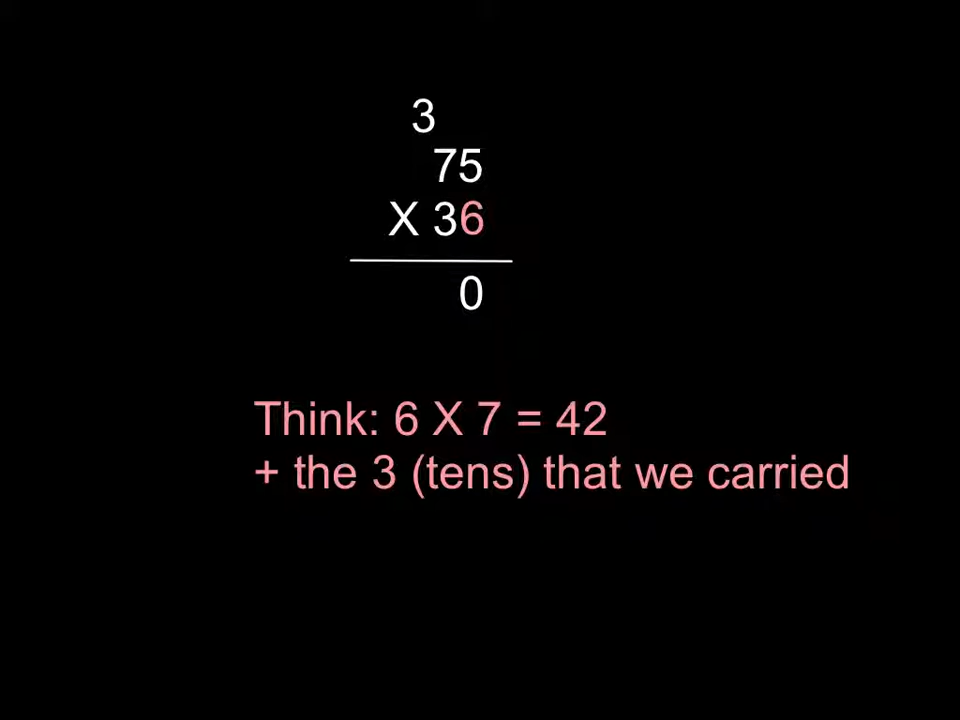 3
75
X 36
0
Think: 6 X 7 = 42
+ the 3 (tens) that we carried